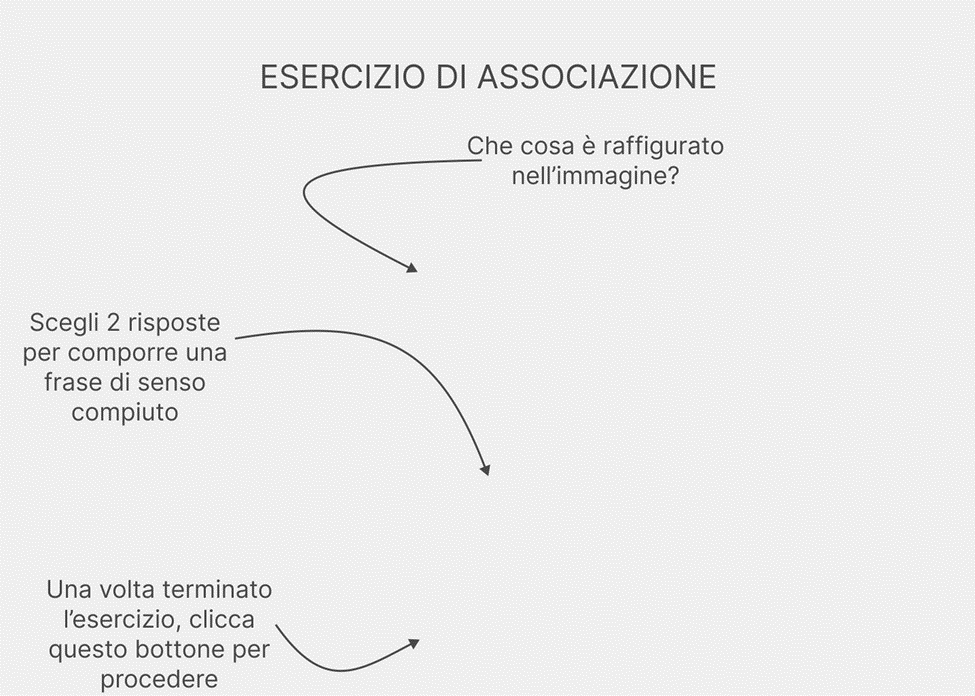 ESERCIZIO DI ASSOCIAZIONE
Che cosa è raffigurato
nell’immagine?
Scegli 2 risposte
per comporre una
frase di senso
compiuto
Una volta terminato
l’esercizio, clicca
questo bottone per
procedere